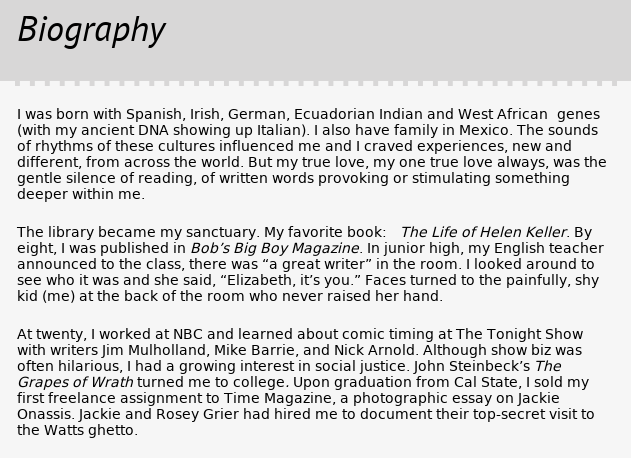 Biography
I was born with Spanish, Irish, German, Ecuadorian Indian and West African  genes
(with my ancient DNA showing up Italian). I also have family in Mexico. The sounds
of rhythms of these cultures influenced me and I craved experiences, new and
different, from across the world. But my true love, my one true love always, was the
gentle silence of reading, of written words provoking or stimulating something
deeper within me.
The library became my sanctuary. My favorite book:   The Life of Helen Keller. By
eight, I was published in Bob’s Big Boy Magazine. In junior high, my English teacher
announced to the class, there was “a great writer” in the room. I looked around to
see who it was and she said, “Elizabeth, it’s you.” Faces turned to the painfully, shy
kid (me) at the back of the room who never raised her hand.
At twenty, I worked at NBC and learned about comic timing at The Tonight Show
with writers Jim Mulholland, Mike Barrie, and Nick Arnold. Although show biz was
often hilarious, I had a growing interest in social justice. John Steinbeck’s The
Grapes of Wrath turned me to college. Upon graduation from Cal State, I sold my
first freelance assignment to Time Magazine, a photographic essay on Jackie
Onassis. Jackie and Rosey Grier had hired me to document their top-secret visit to
the Watts ghetto.